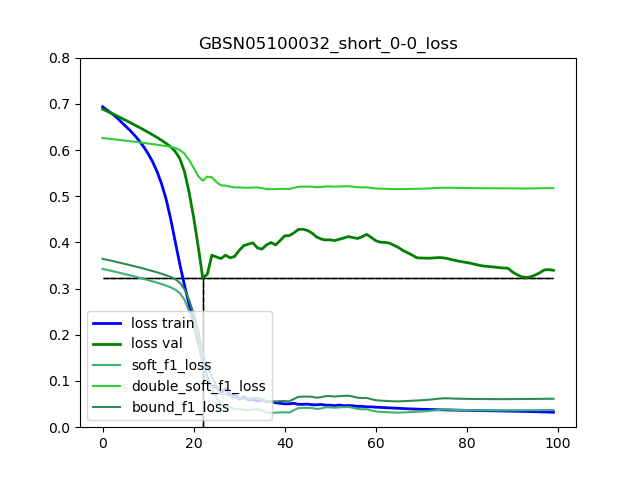 GBSN05100032_short_0-0_loss
0.8
0.7
0.6
0.5
0.4
0.3
0.2
0.1
0.0
loss train
loss val
soft_f1_loss
double_soft_f1_loss
bound_f1_loss
0 20 40 60 80 100